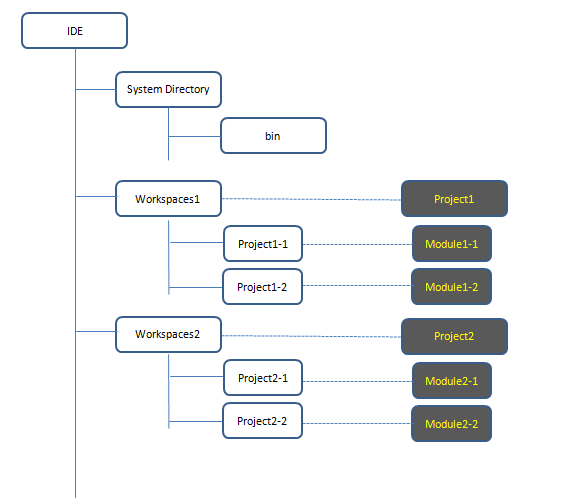 IDE
System Directory
bin
Workspaces1
Project1
Project1-1
Module1-1
Project1-2
Module1-2
Workspaces2
Project2
Project2-1
Module2-1
Project2-2
Module2-2